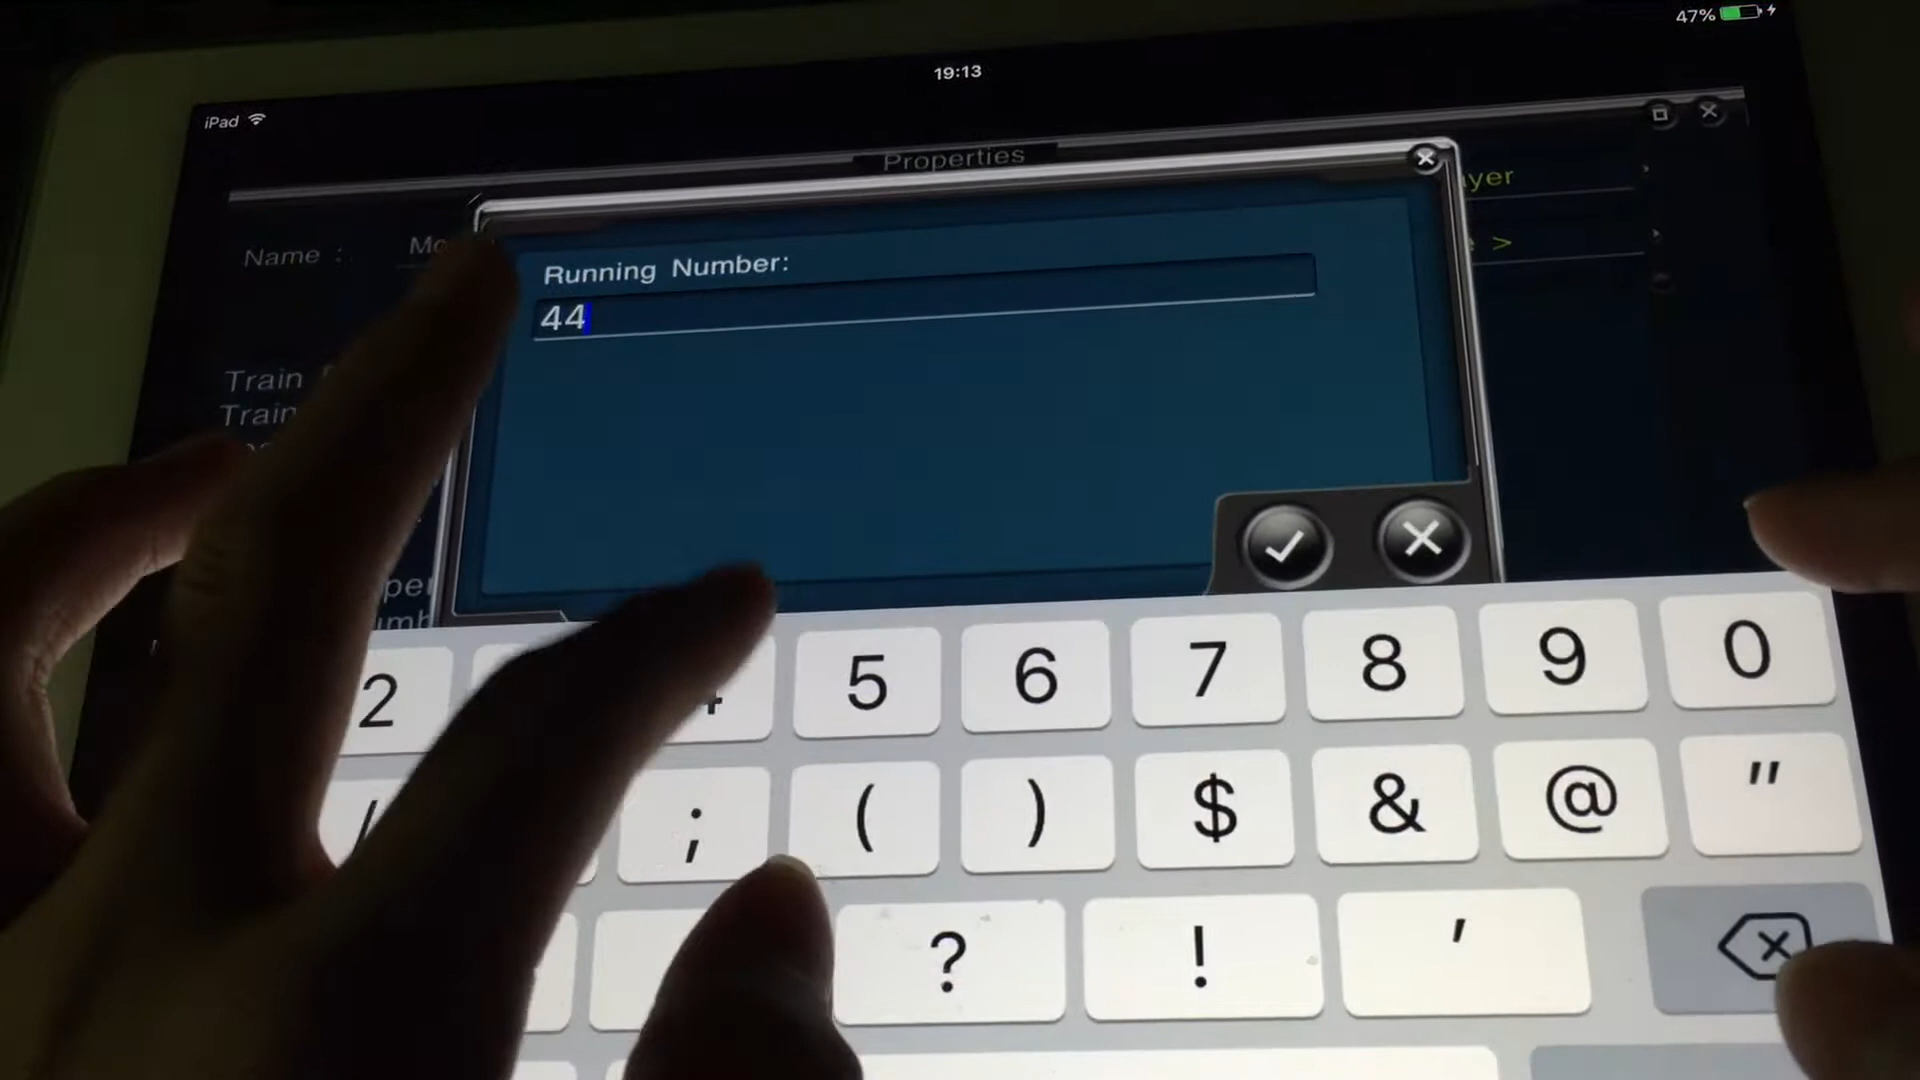 47%
19:13
iPad
Properties
Name :
Running Number:
44
Train
Train
2 5 6 7 8 9 0
/ ; ( ) $ & @ "
? ! '